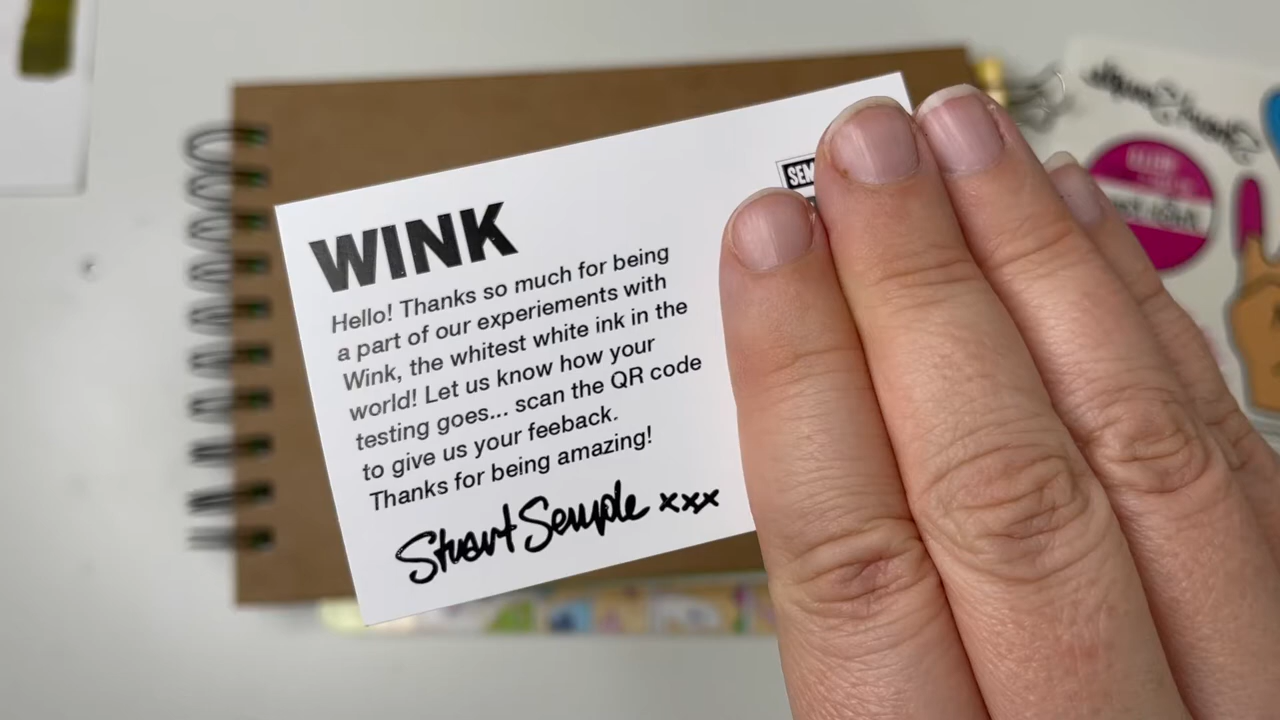 WINK
SEM
Hello! Thanks so much for being
a part of our experiements with
Wink, the whitest white ink in the
world! Let us know how your
testing goes... scan the QR code
to give us your feeback.
Thanks for being amazing!
Stuart Semple xxx